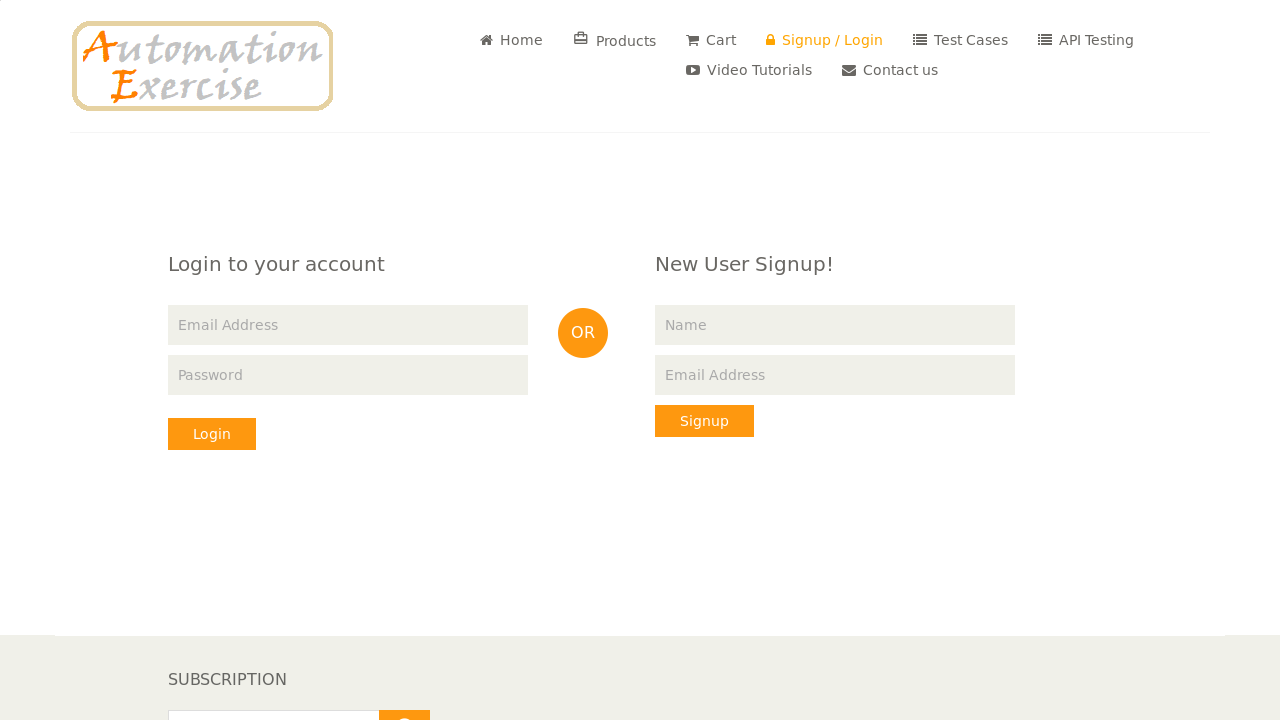 Automation
Exercise
Home
Products
Cart
Signup / Login
Test Cases
API Testing
Video Tutorials
Contact us
Login to your account
New User Signup!
Email Address
Name
OR
Password
Email Address
Login
Signup
SUBSCRIPTION